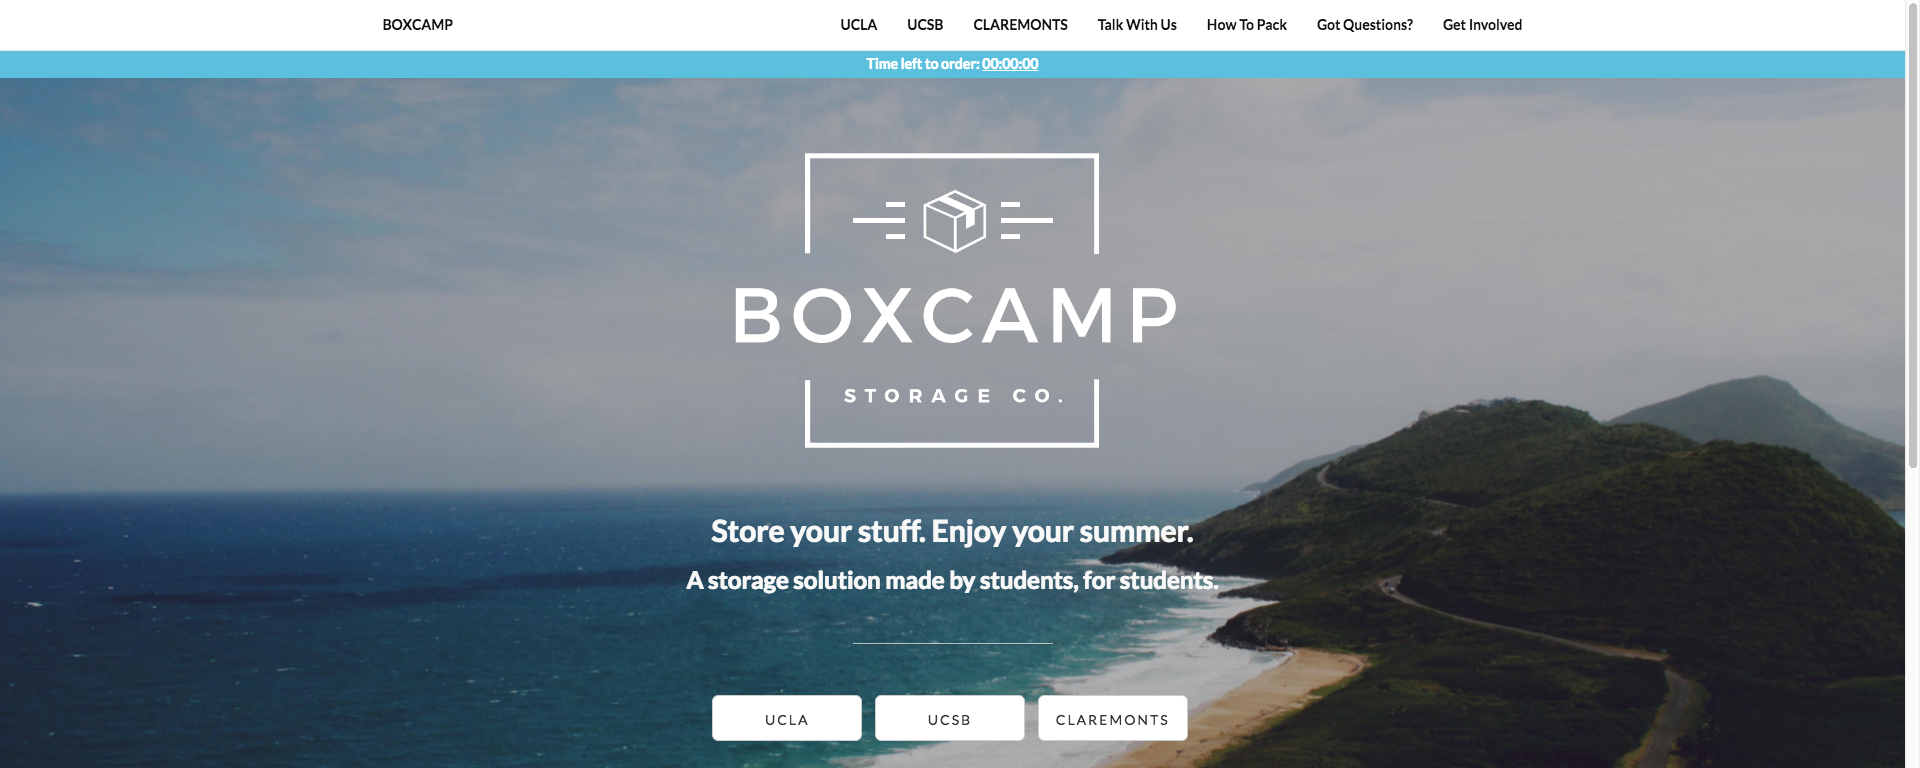 BOXCAMP
UCLA UCSB CLAREMONTS Talk With Us How To Pack Got Questions? Get Involved
Time left to order: 00:00:00
BOXCAMP
STORAGE CO.
Store your stuff. Enjoy your summer.
A storage solution made by students, for students.
UCLA UCSB CLAREMONTS